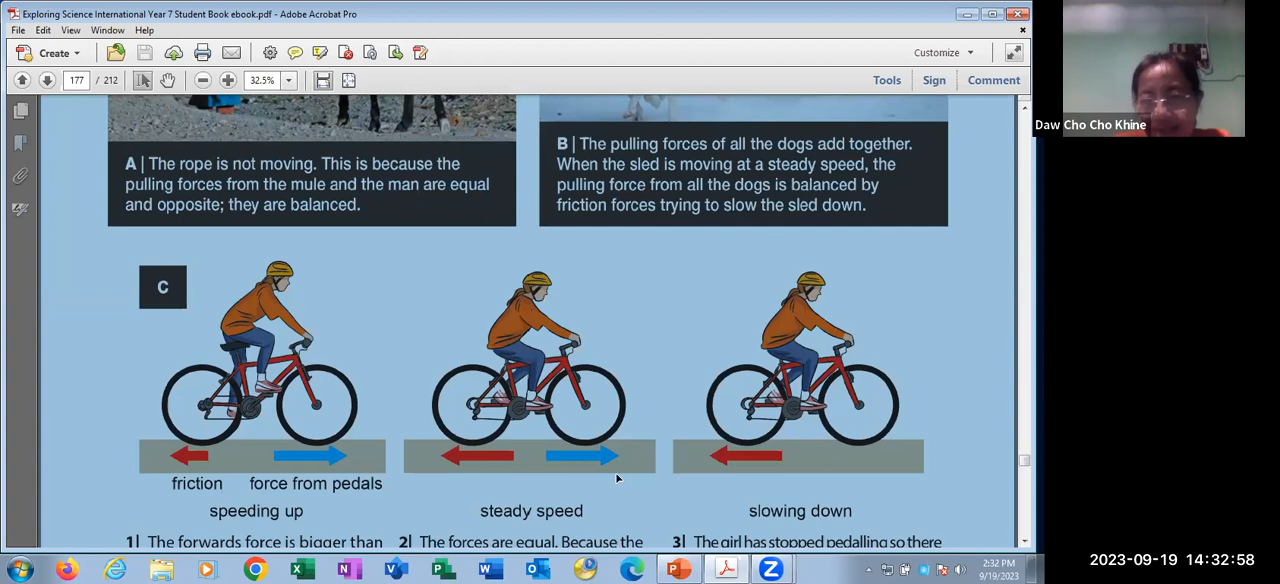 Exploring Science International Year 7 Student Book ebook.pdf - Adobe Acrobat Pro
File Edit View Window Help
Create
Customize
177 / 212
32.5%
Tools Sign Comment
A | The rope is not moving. This is because the
pulling forces from the mule and the man are equal
and opposite; they are balanced.
B | The pulling forces of all the dogs add together.
When the sled is moving at a steady speed, the
pulling force from all the dogs is balanced by
friction forces trying to slow the sled down.
C
friction force from pedals
speeding up
steady speed
slowing down
1| The forwards force is bigger than
2| The forces are equal. Because the
3| The girl has stopped pedalling so there
2:32 PM
9/19/2023
Daw Cho Cho Khine
2023-09-19 14:32:58